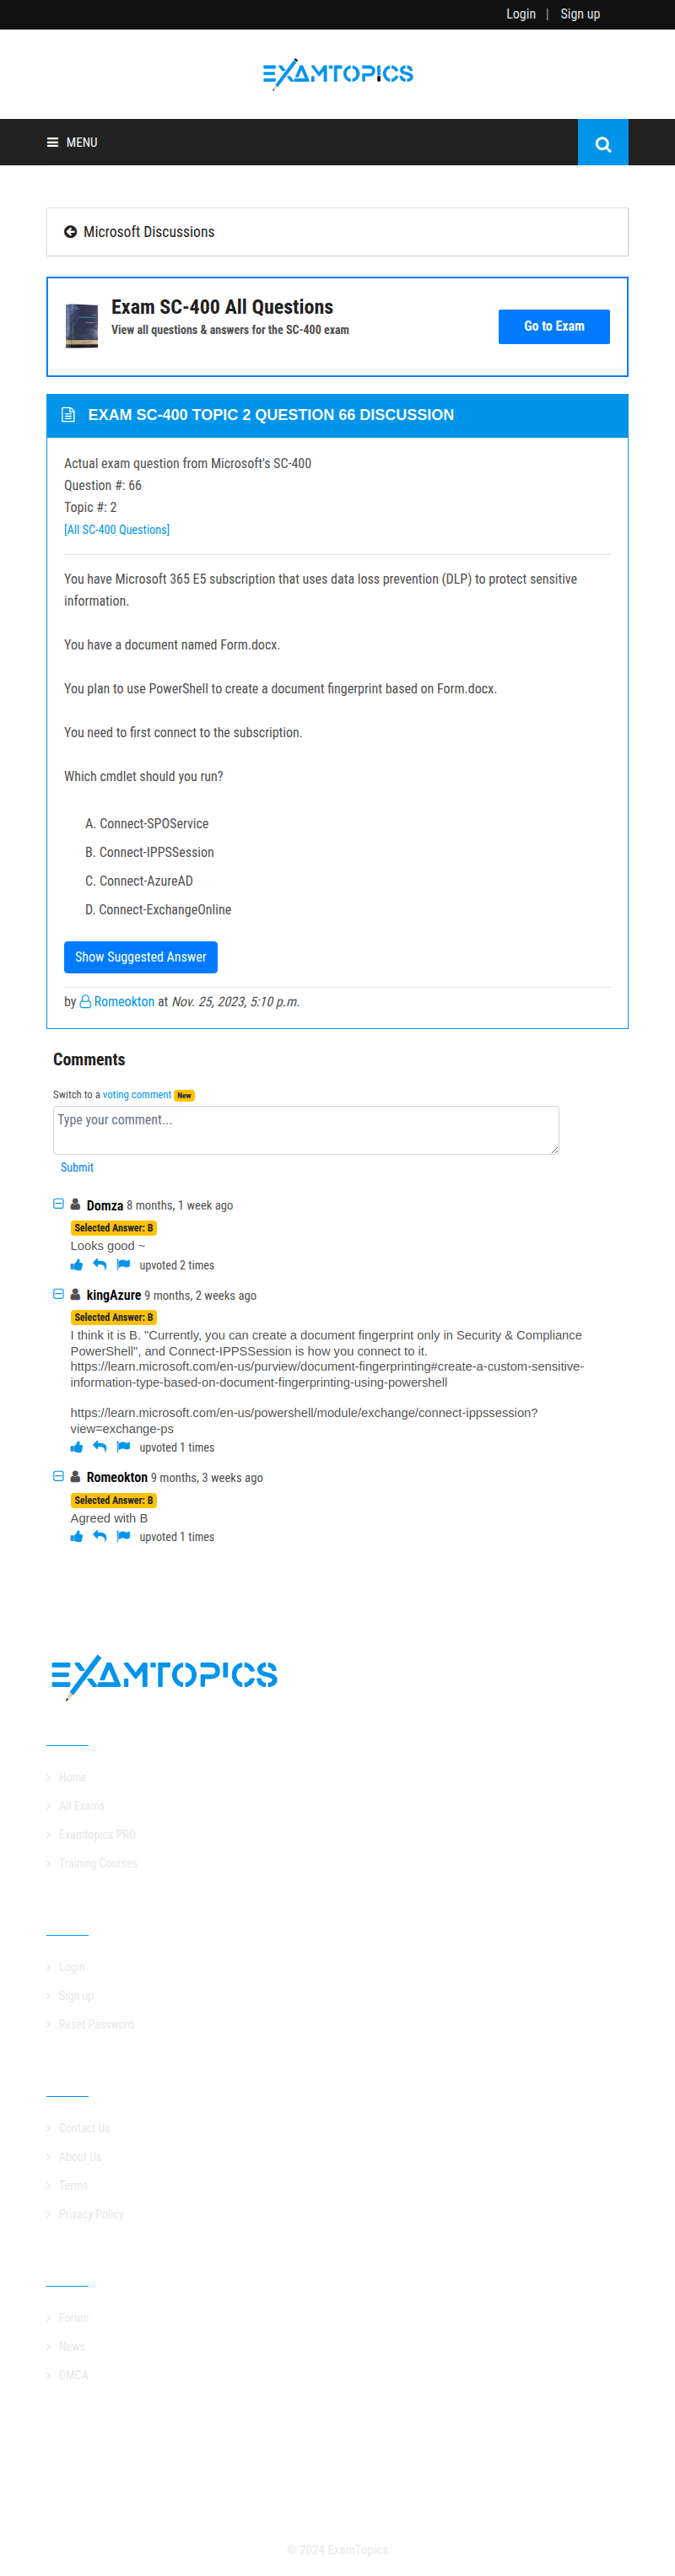 Login | Sign up
EXAMTOPICS
MENU
Microsoft Discussions
Exam SC-400 All Questions
View all questions & answers for the SC-400 exam
Go to Exam
EXAM SC-400 TOPIC 2 QUESTION 66 DISCUSSION
Actual exam question from Microsoft's SC-400
Question #: 66
Topic #: 2
[All SC-400 Questions]
You have Microsoft 365 E5 subscription that uses data loss prevention (DLP) to protect sensitive
information.
You have a document named Form.docx.
You plan to use PowerShell to create a document fingerprint based on Form.docx.
You need to first connect to the subscription.
Which cmdlet should you run?
A. Connect-SPOService
B. Connect-IPPSSession
C. Connect-AzureAD
D. Connect-ExchangeOnline
Show Suggested Answer
by Romeokton at Nov. 25, 2023, 5:10 p.m.
Comments
Switch to a voting comment New
Type your comment...
Submit
Domza 8 months, 1 week ago
Selected Answer: B
Looks good ~
upvoted 2 times
kingAzure 9 months, 2 weeks ago
Selected Answer: B
I think it is B. "Currently, you can create a document fingerprint only in Security & Compliance
PowerShell", and Connect-IPPSSession is how you connect to it.
https://learn.microsoft.com/en-us/purview/document-fingerprinting#create-a-custom-sensitive-
information-type-based-on-document-fingerprinting-using-powershell
https://learn.microsoft.com/en-us/powershell/module/exchange/connect-ippssession?
view=exchange-ps
upvoted 1 times
Romeokton 9 months, 3 weeks ago
Selected Answer: B
Agreed with B
upvoted 1 times
EXAMTOPICS
Home
All Exams
Examtopics PRO
Training Courses
Login
Sign up
Reset Password
Contact Us
About Us
Terms
Privacy Policy
Forum
News
DMCA
© 2024 ExamTopics